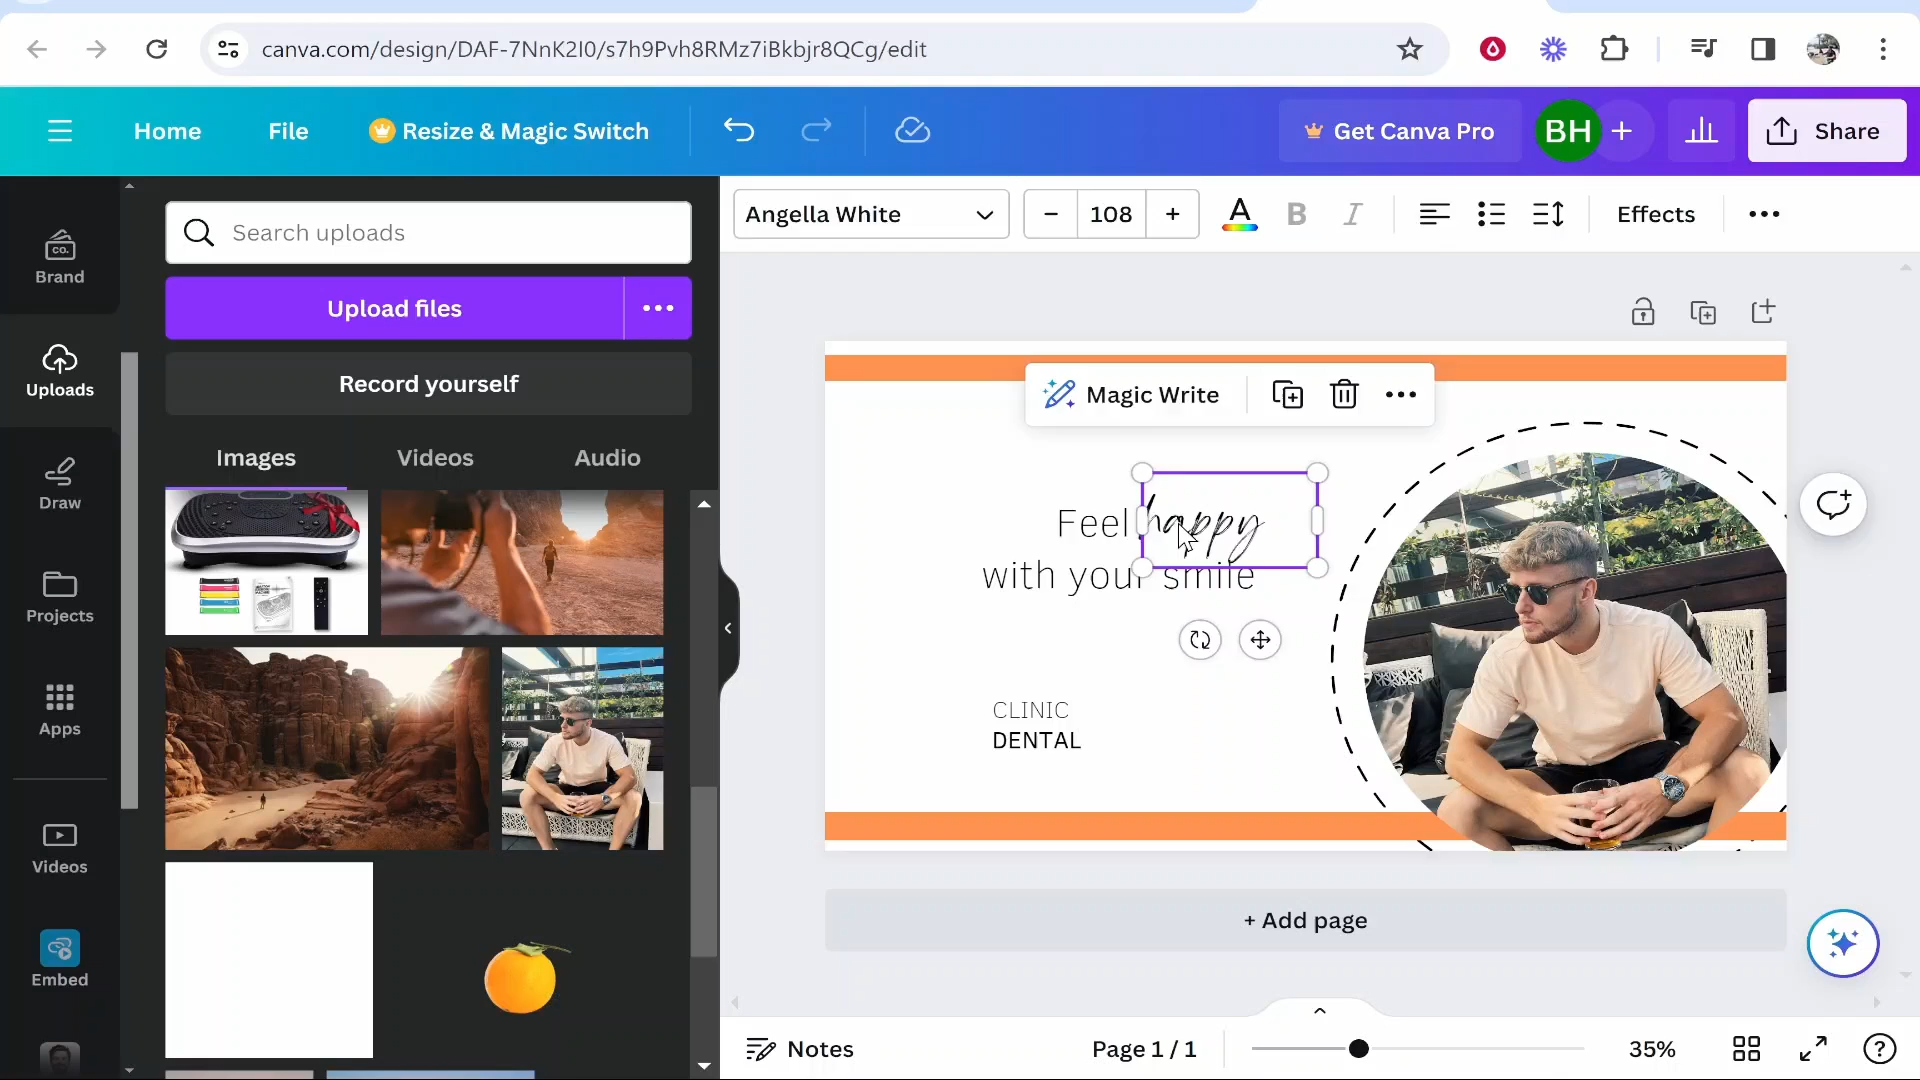 canva.com/design/DAF-7NnK2I0/s7h9Pvh8RMz7iBkbjr8QCg/edit
Home File Resize & Magic Switch Get Canva Pro BH + Share
Brand
Uploads
Draw
Projects
Apps
Videos
Embed
Search uploads
Upload files
Record yourself
Images Videos Audio
Angella White − 108 + A B I Effects
Magic Write
Feel happy
with your smile
CLINIC
DENTAL
+ Add page
Notes Page 1 / 1 35%